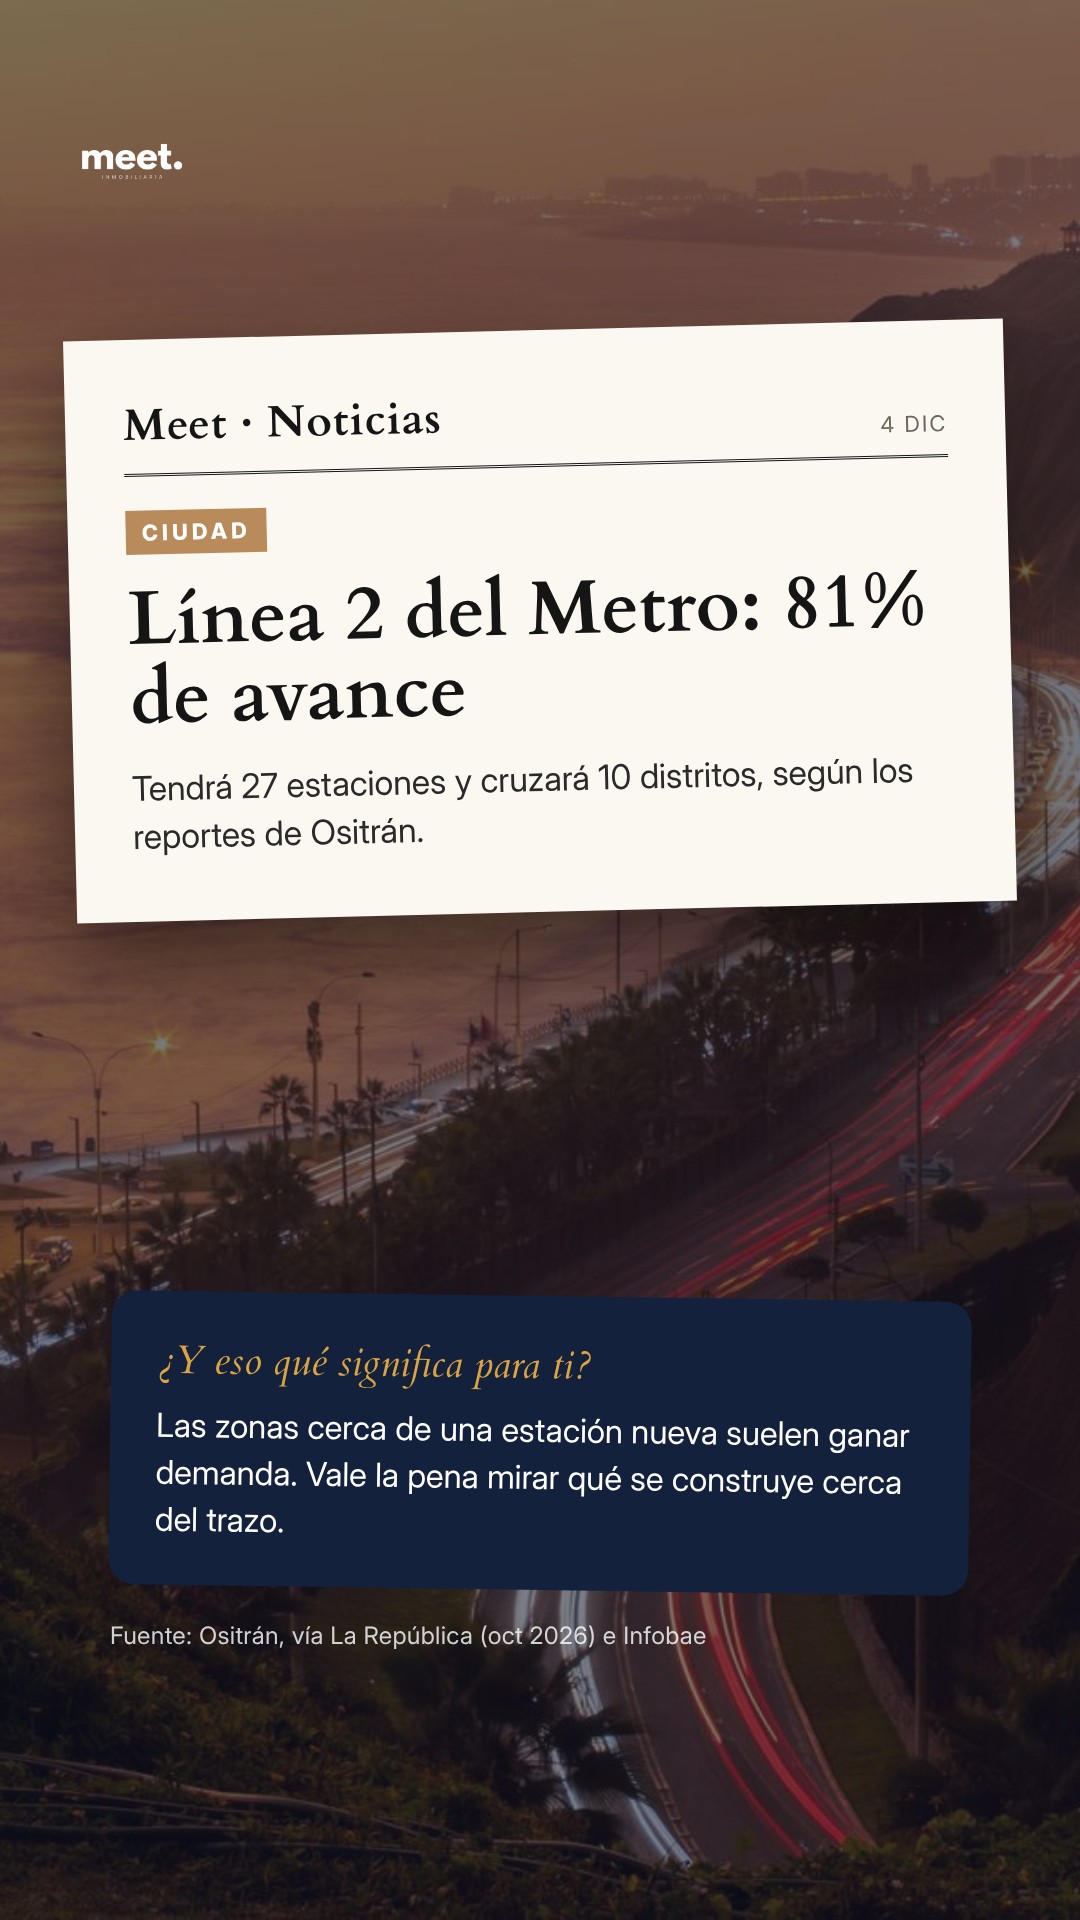 meet.
INMOBILIARIA
Meet · Noticias
4 DIC
CIUDAD
Línea 2 del Metro: 81%
de avance
Tendrá 27 estaciones y cruzará 10 distritos, según los
reportes de Ositrán.
¿Y eso qué significa para ti?
Las zonas cerca de una estación nueva suelen ganar
demanda. Vale la pena mirar qué se construye cerca
del trazo.
Fuente: Ositrán, vía La República (oct 2026) e Infobae